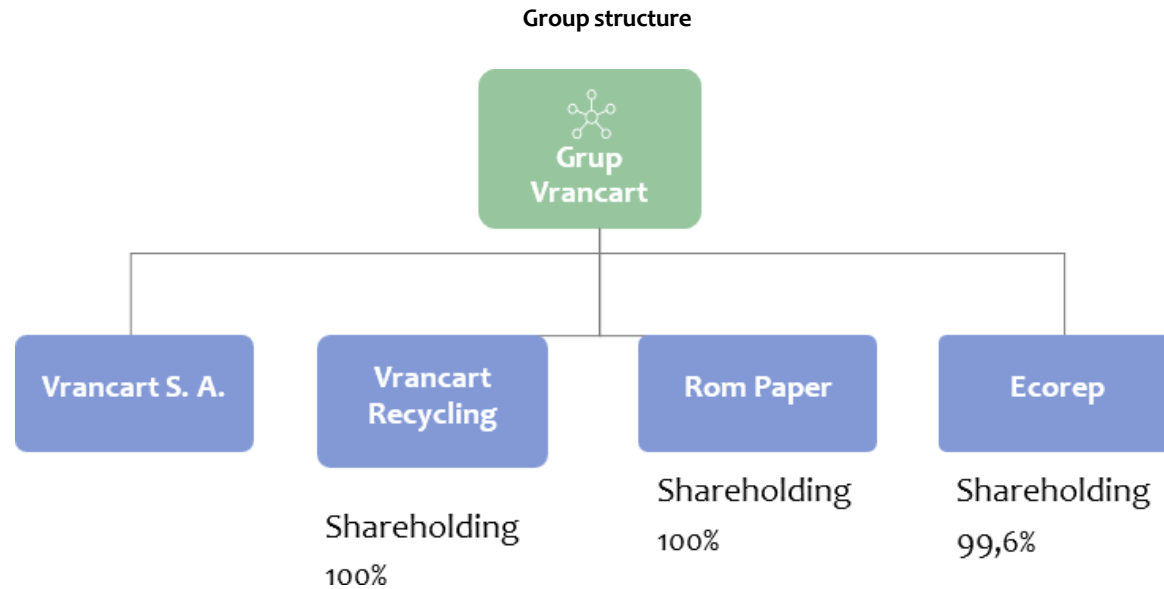 Group structure
Grup
Vrancart
Vrancart S. A.
Vrancart
Recycling
Rom Paper
Ecorep
Shareholding
100%
Shareholding
100%
Shareholding
99,6%